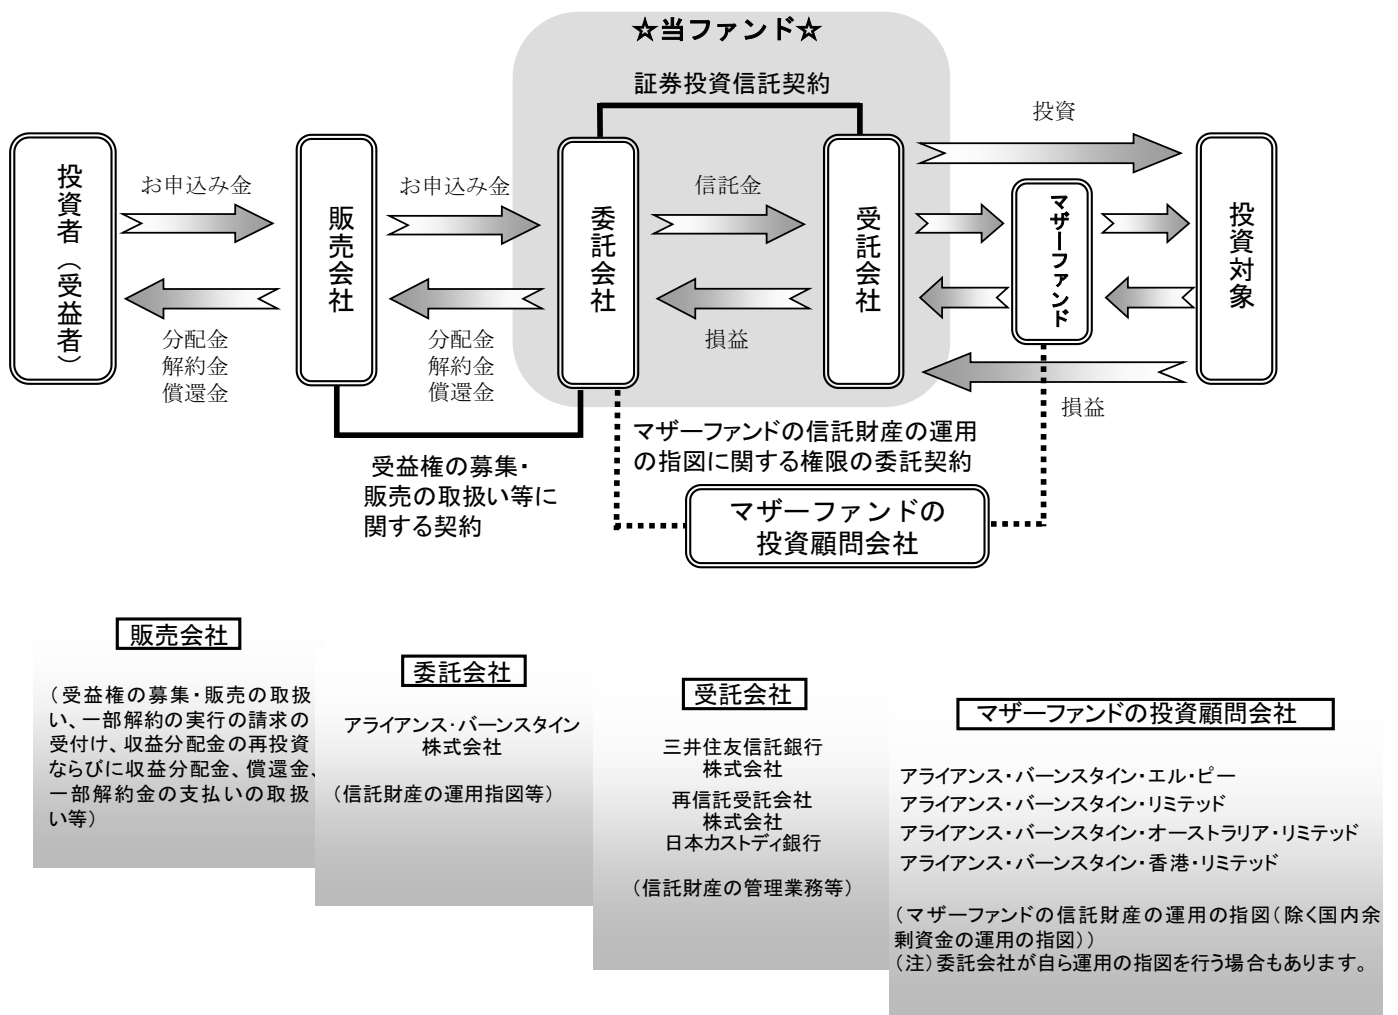 ☆当ファンド☆
証券投資信託契約
投資
投資者（受益者）
お申込み金
販売会社
お申込み金
委託会社
信託金
受託会社
マザーファンド
投資対象
分配金
解約金
償還金
分配金
解約金
償還金
損益
損益
受益権の募集・
販売の取扱い等に
関する契約
マザーファンドの信託財産の運用
の指図に関する権限の委託契約
マザーファンドの
投資顧問会社
販売会社
（受益権の募集・販売の取扱
い、一部解約の実行の請求の
受付け、収益分配金の再投資
ならびに収益分配金、償還金、
一部解約金の支払いの取扱
い等）
委託会社
アライアンス・バーンスタイン
株式会社
（信託財産の運用指図等）
受託会社
三井住友信託銀行
株式会社
再信託受託会社
株式会社
日本カストディ銀行
（信託財産の管理業務等）
マザーファンドの投資顧問会社
アライアンス・バーンスタイン・エル・ピー
アライアンス・バーンスタイン・リミテッド
アライアンス・バーンスタイン・オーストラリア・リミテッド
アライアンス・バーンスタイン・香港・リミテッド
（マザーファンドの信託財産の運用の指図（除く国内余
剰資金の運用の指図））
（注）委託会社が自ら運用の指図を行う場合もあります。